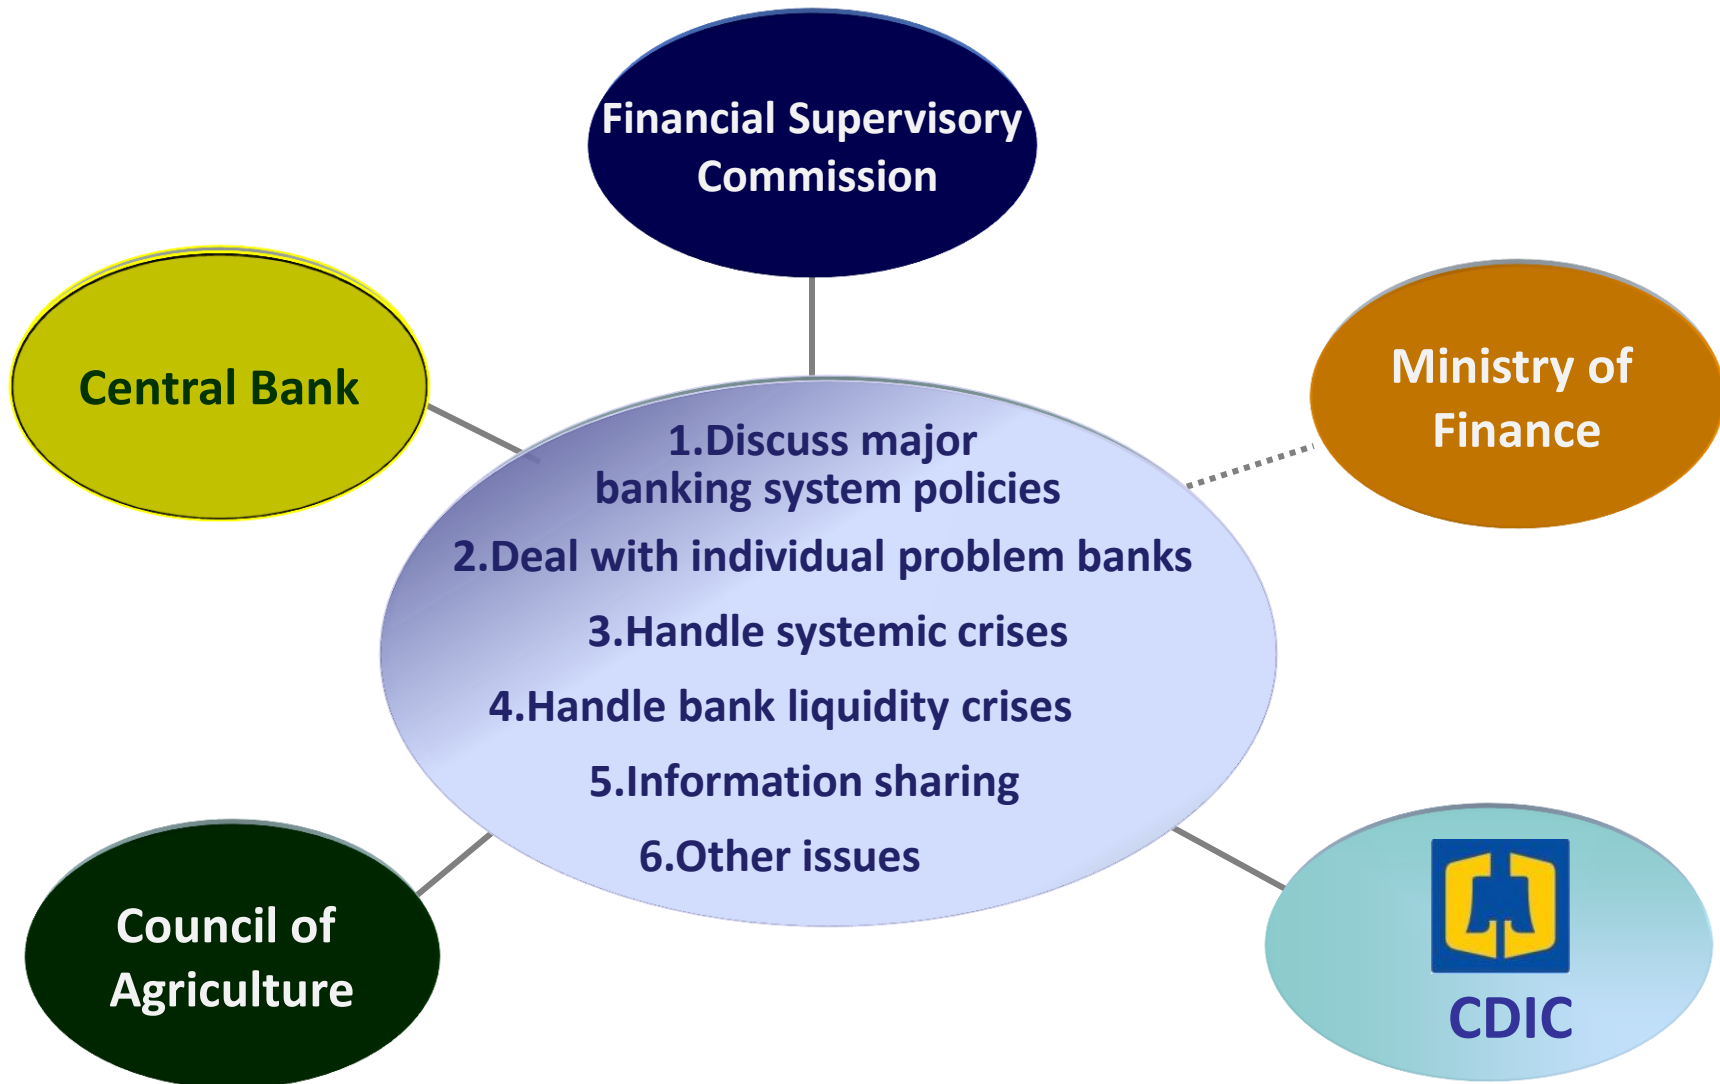 Financial Supervisory
Commission
Central Bank
Ministry of
Finance
1.Discuss major
banking system policies
2.Deal with individual problem banks
3.Handle systemic crises
4.Handle bank liquidity crises
5.Information sharing
6.Other issues
Council of
Agriculture
CDIC